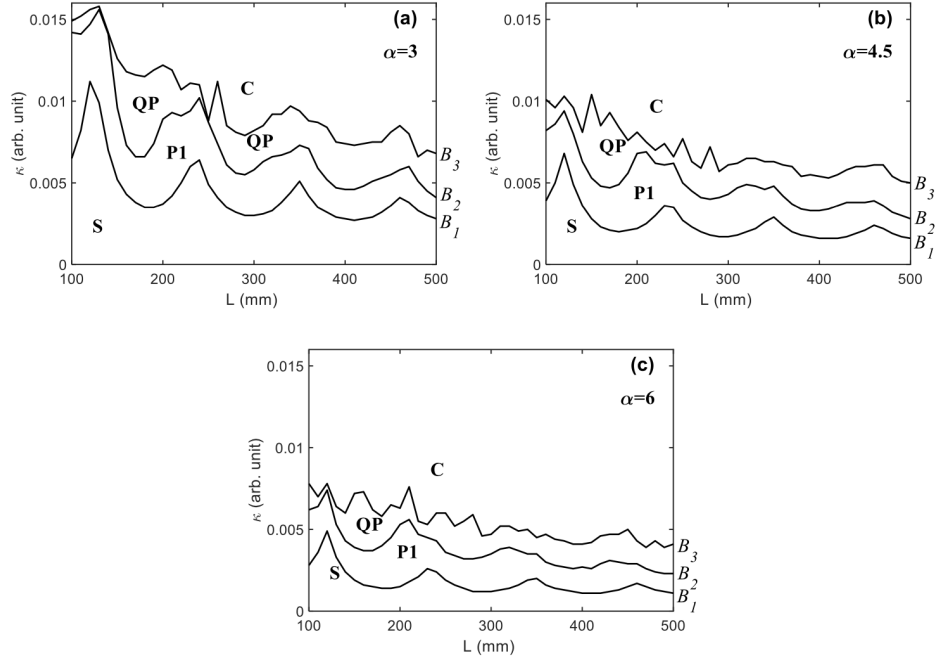 (a)
α=3
0.015
0.01
0.005
0
κ (arb. unit)
C
QP
QP
P1
S
B3
B2
B1
100
200
300
400
500
L (mm)
(b)
α=4.5
0.015
0.01
0.005
0
κ (arb. unit)
C
QP
P1
S
B3
B2
B1
100
200
300
400
500
L (mm)
(c)
α=6
0.015
0.01
0.005
0
κ (arb. unit)
C
QP
P1
S
B3
B2
B1
100
200
300
400
500
L (mm)